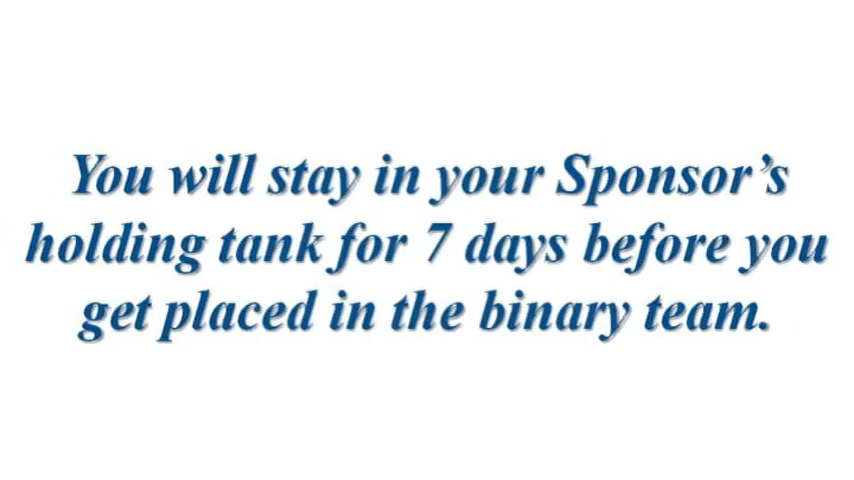 You will stay in your Sponsor’s
holding tank for 7 days before you
get placed in the binary team.